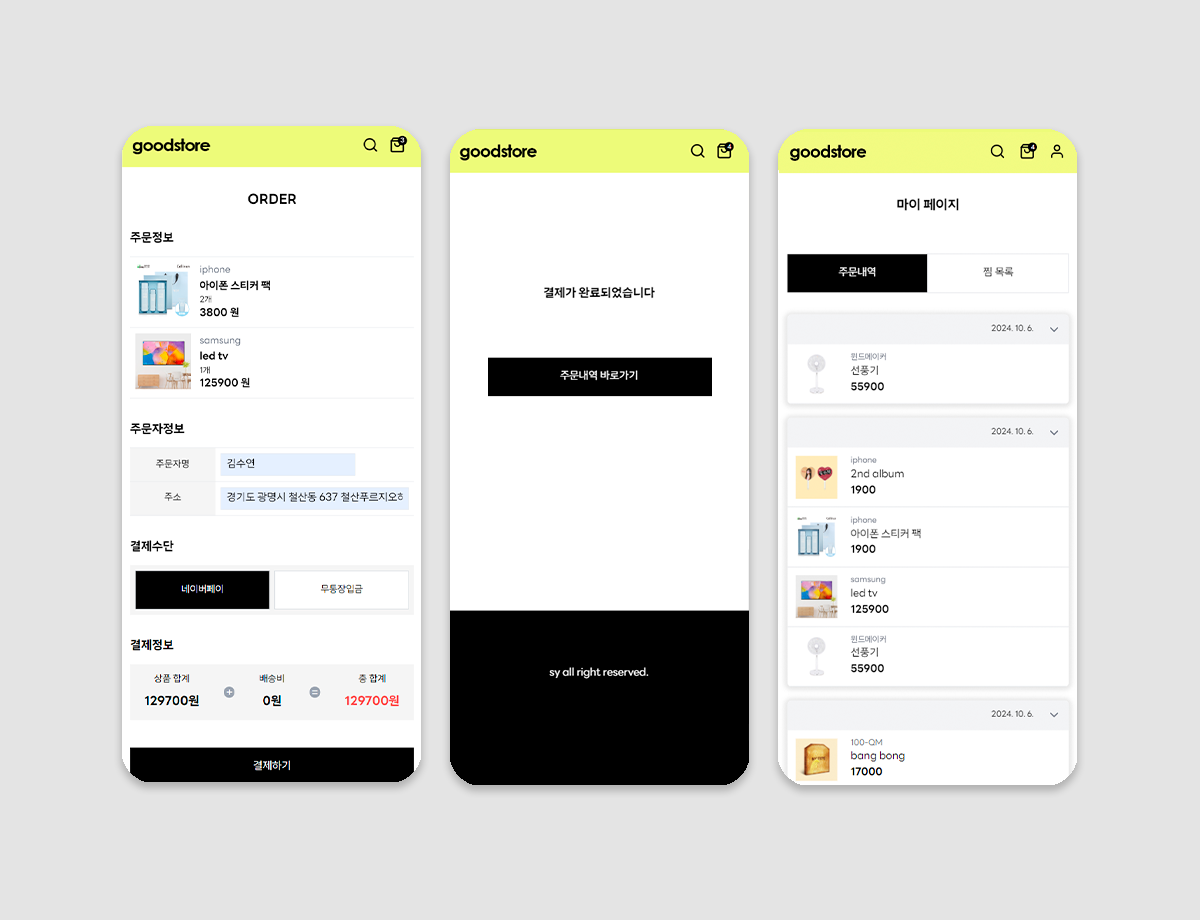 goodstore
3
ORDER
주문정보
iphone
아이폰 스티커 팩
2개
3800 원
samsung
led tv
1개
125900 원
주문자정보
주문자명
김수연
주소
경기도 광명시 철산동 637 철산푸르지오하
결제수단
네이버페이
무통장입금
결제정보
상품 합계
배송비
총 합계
129700원
0원
129700원
결제하기
goodstore
4
결제가 완료되었습니다
주문내역 바로가기
sy all right reserved.
goodstore
4
마이 페이지
주문내역
찜 목록
2024. 10. 6.
윈드메이커
선풍기
55900
2024. 10. 6.
iphone
2nd album
1900
iphone
아이폰 스티커 팩
1900
samsung
led tv
125900
윈드메이커
선풍기
55900
2024. 10. 6.
100-QM
bang bong
17000